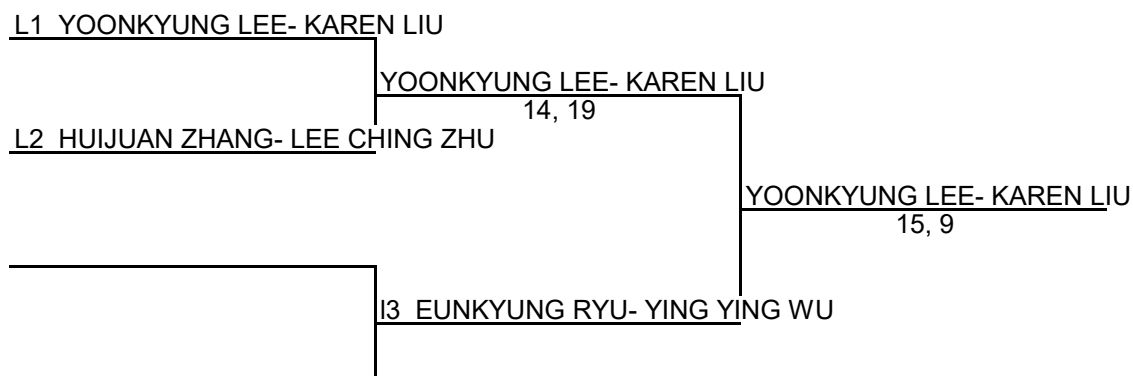 L1 YOONKYUNG LEE- KAREN LIU
YOONKYUNG LEE- KAREN LIU
14, 19
L2 HUIJUAN ZHANG- LEE CHING ZHU
YOONKYUNG LEE- KAREN LIU
15, 9
I3 EUNKYUNG RYU- YING YING WU